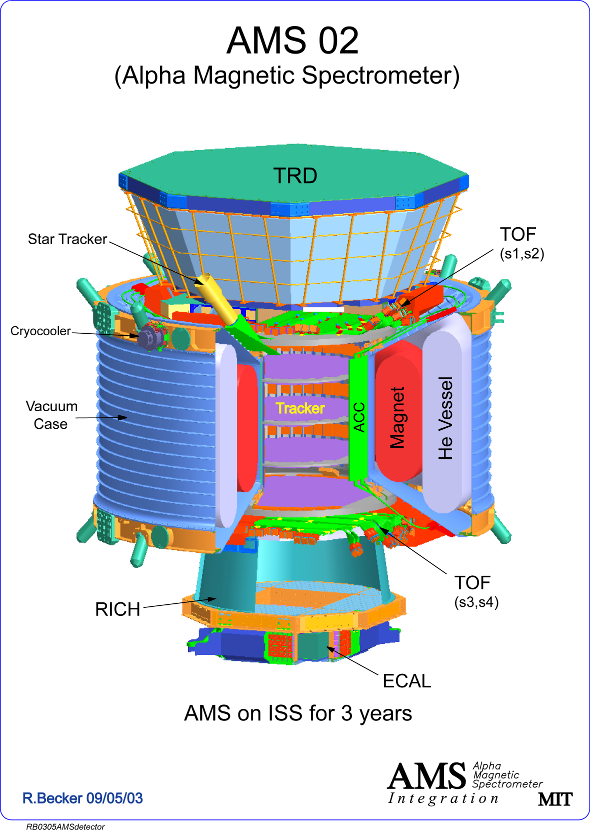 AMS 02
(Alpha Magnetic Spectrometer)
TRD
Star Tracker
TOF
(s1,s2)
Cryocooler
Vacuum
Case
Tracker
ACC
Magnet
He Vessel
TOF
(s3,s4)
RICH
ECAL
AMS on ISS for 3 years
R.Becker 09/05/03
AMS Alpha
Magnetic
Spectrometer
Integration
MIT
RB0305AMSdetector